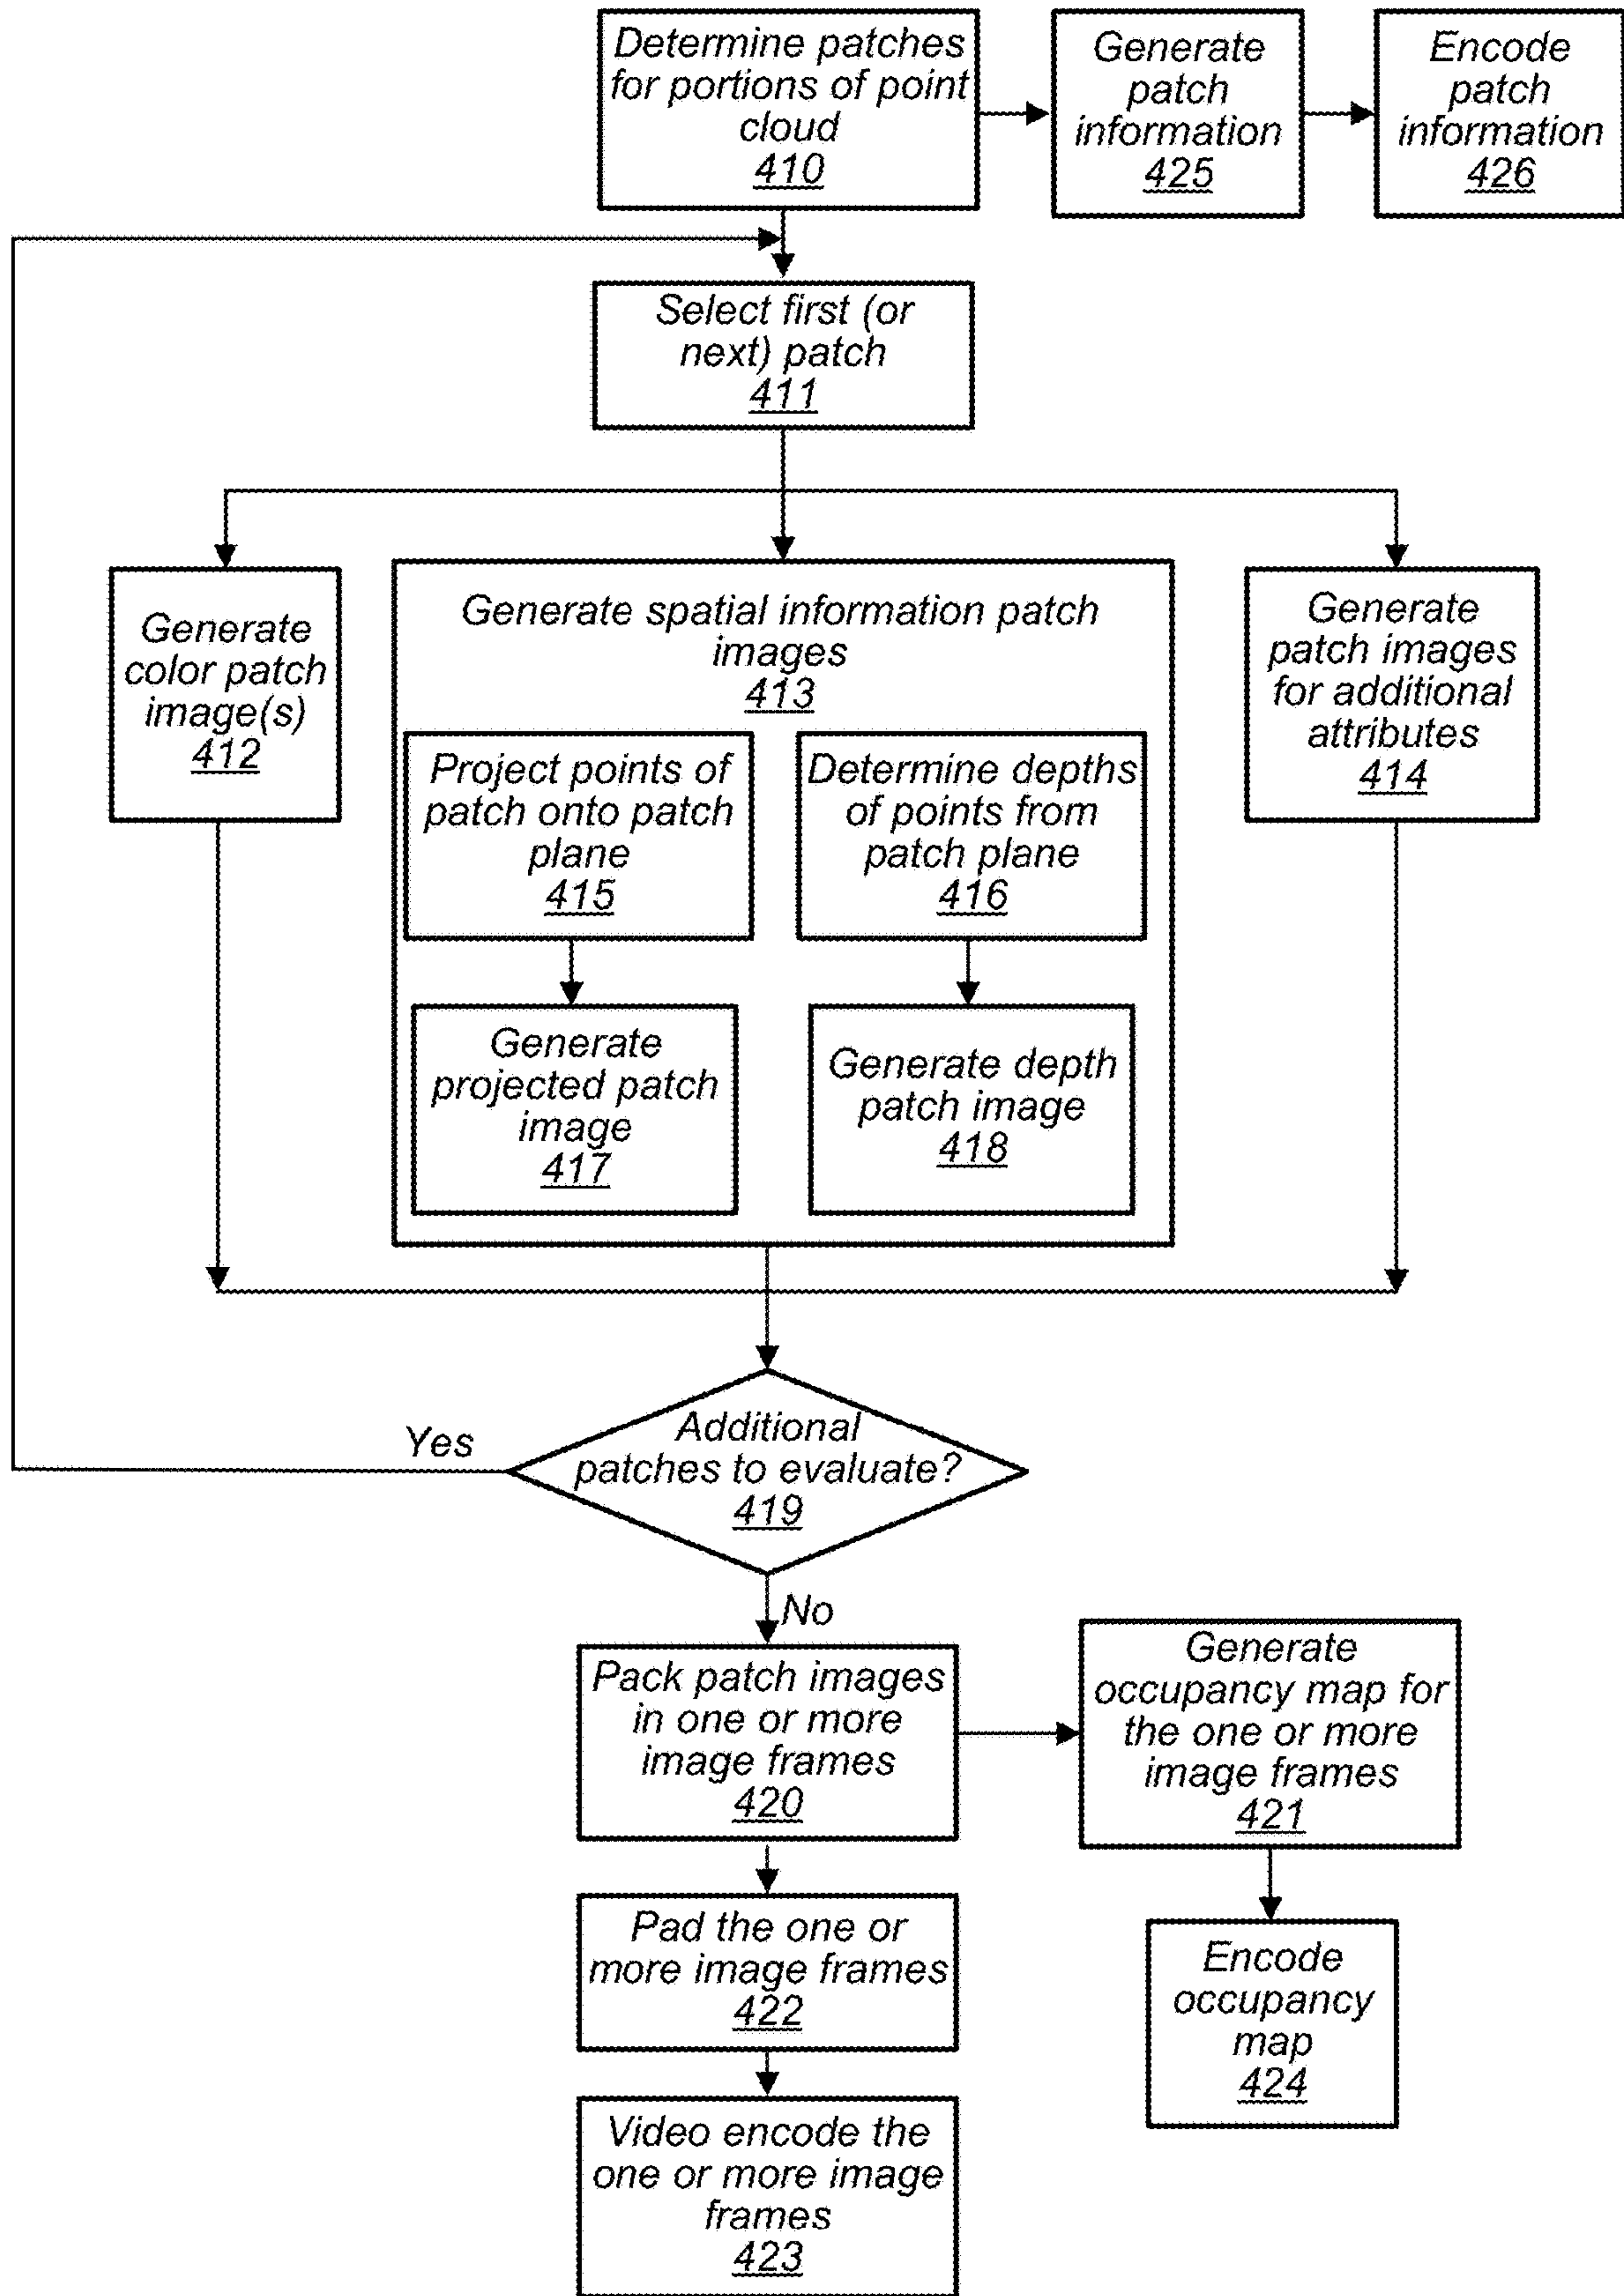 Determine patches
for portions of point
cloud
410
Generate
patch
information
425
Encode
patch
information
426
Select first (or
next) patch
411
Generate
color patch
image(s)
412
Generate spatial information patch
images
413
Project points of
patch onto patch
plane
415
Determine depths
of points from
patch plane
416
Generate
projected patch
image
417
Generate depth
patch image
418
Generate
patch images
for additional
attributes
414
Additional
patches to evaluate?
419
Yes
No
Pack patch images
in one or more
image frames
420
Generate
occupancy map for
the one or more
image frames
421
Pad the one or
more image frames
422
Encode
occupancy
map
424
Video encode the
one or more image
frames
423